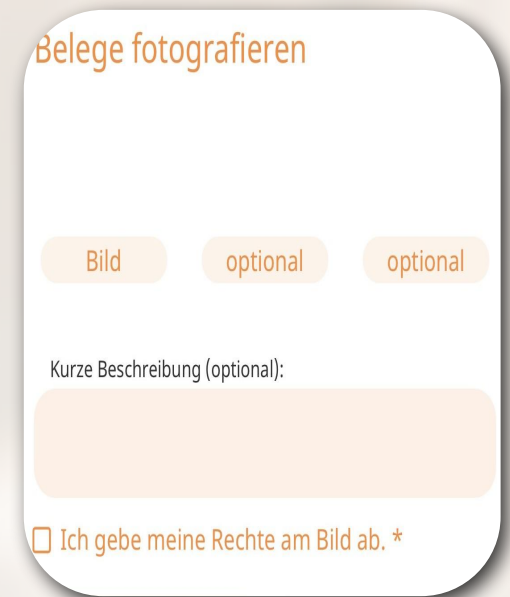 Belege fotografieren
Bild optional optional
Kurze Beschreibung (optional):
Ich gebe meine Rechte am Bild ab. *